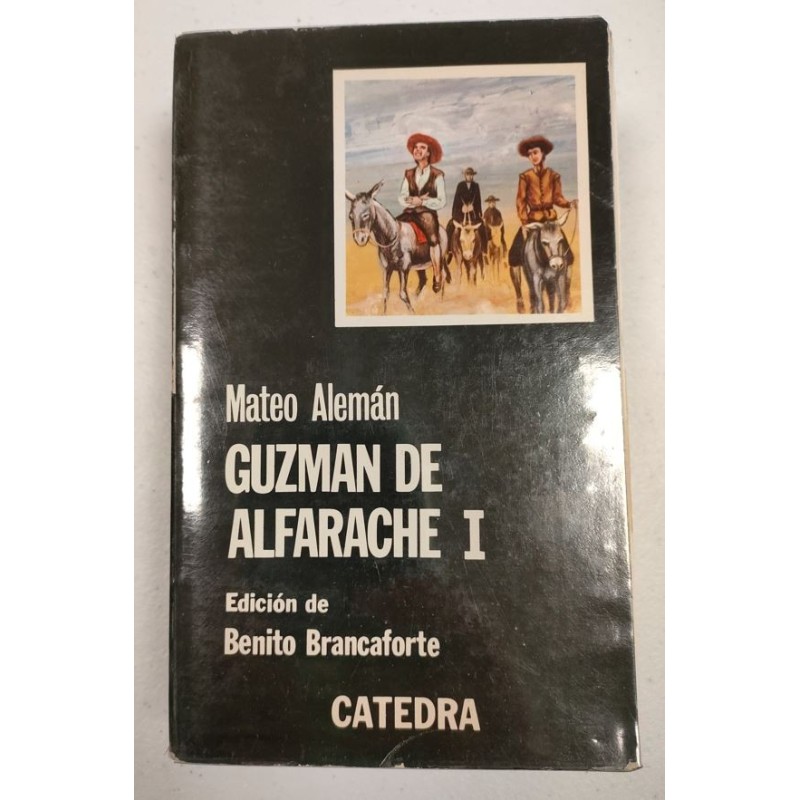 Mateo Alemán
GUZMAN DE
ALFARACHE I
Edición de
Benito Brancaforte
CATEDRA